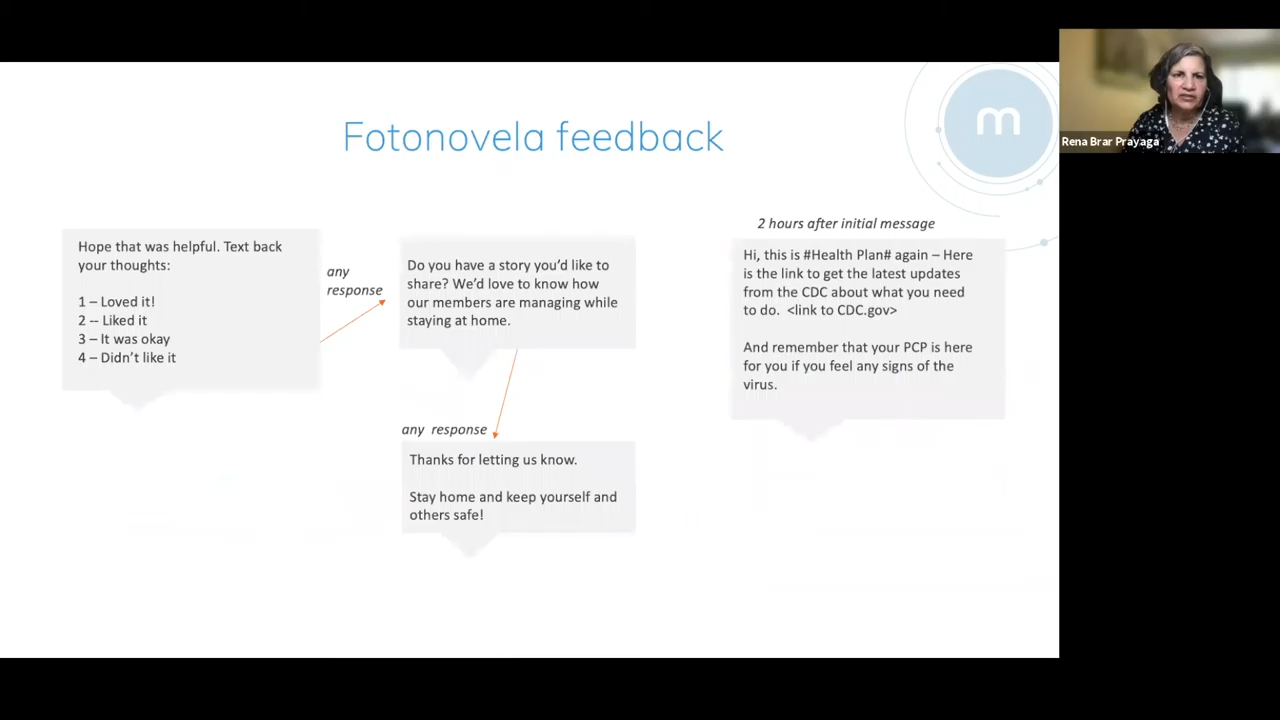 Fotonovela feedback
m
Rena Brar Prayaga
Hope that was helpful. Text back
your thoughts:
1 – Loved it!
2 -- Liked it
3 – It was okay
4 – Didn’t like it
any
response
Do you have a story you’d like to
share? We’d love to know how
our members are managing while
staying at home.
any response
Thanks for letting us know.
Stay home and keep yourself and
others safe!
2 hours after initial message
Hi, this is #Health Plan# again – Here
is the link to get the latest updates
from the CDC about what you need
to do. <link to CDC.gov>
And remember that your PCP is here
for you if you feel any signs of the
virus.